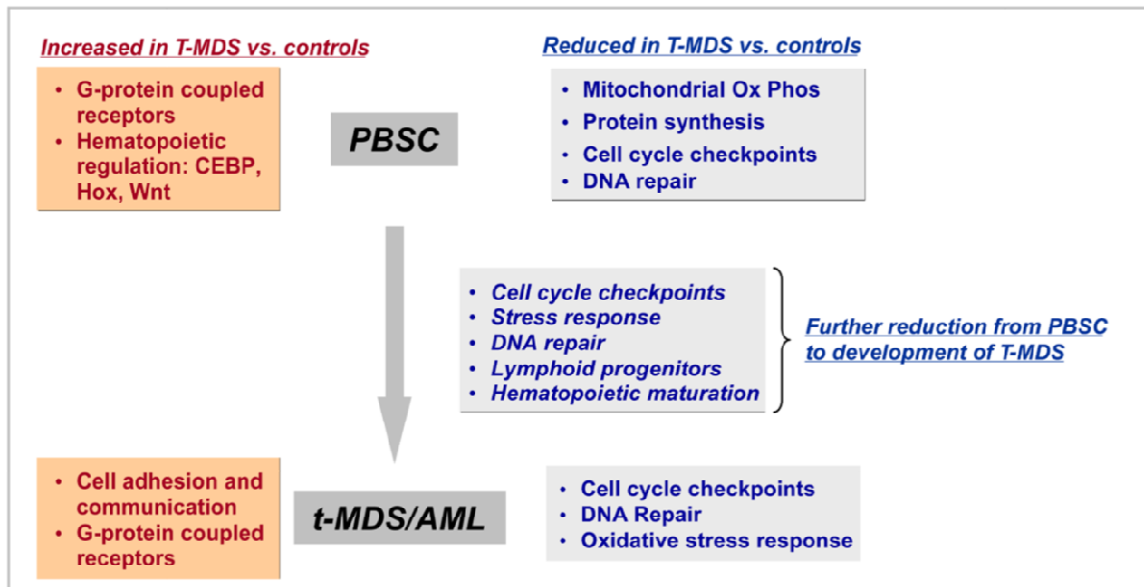 Increased in T-MDS vs. controls
• G-protein coupled
receptors
• Hematopoietic
regulation: CEBP,
Hox, Wnt
PBSC
Reduced in T-MDS vs. controls
• Mitochondrial Ox Phos
• Protein synthesis
• Cell cycle checkpoints
• DNA repair
• Cell cycle checkpoints
• Stress response
• DNA repair
• Lymphoid progenitors
• Hematopoietic maturation
Further reduction from PBSC
to development of T-MDS
• Cell adhesion and
communication
• G-protein coupled
receptors
t-MDS/AML
• Cell cycle checkpoints
• DNA Repair
• Oxidative stress response